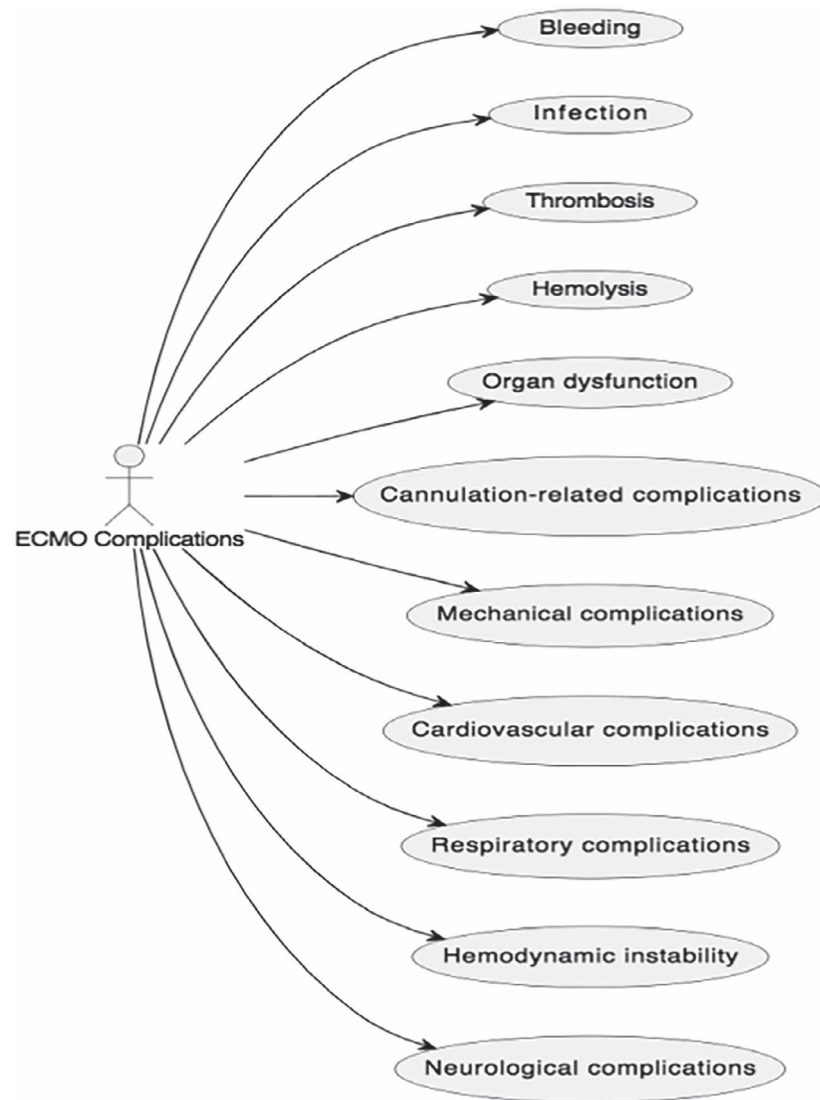 Bleeding
Infection
Thrombosis
Hemolysis
Organ dysfunction
Cannulation-related complications
ECMO Complications
Mechanical complications
Cardiovascular complications
Respiratory complications
Hemodynamic instability
Neurological complications